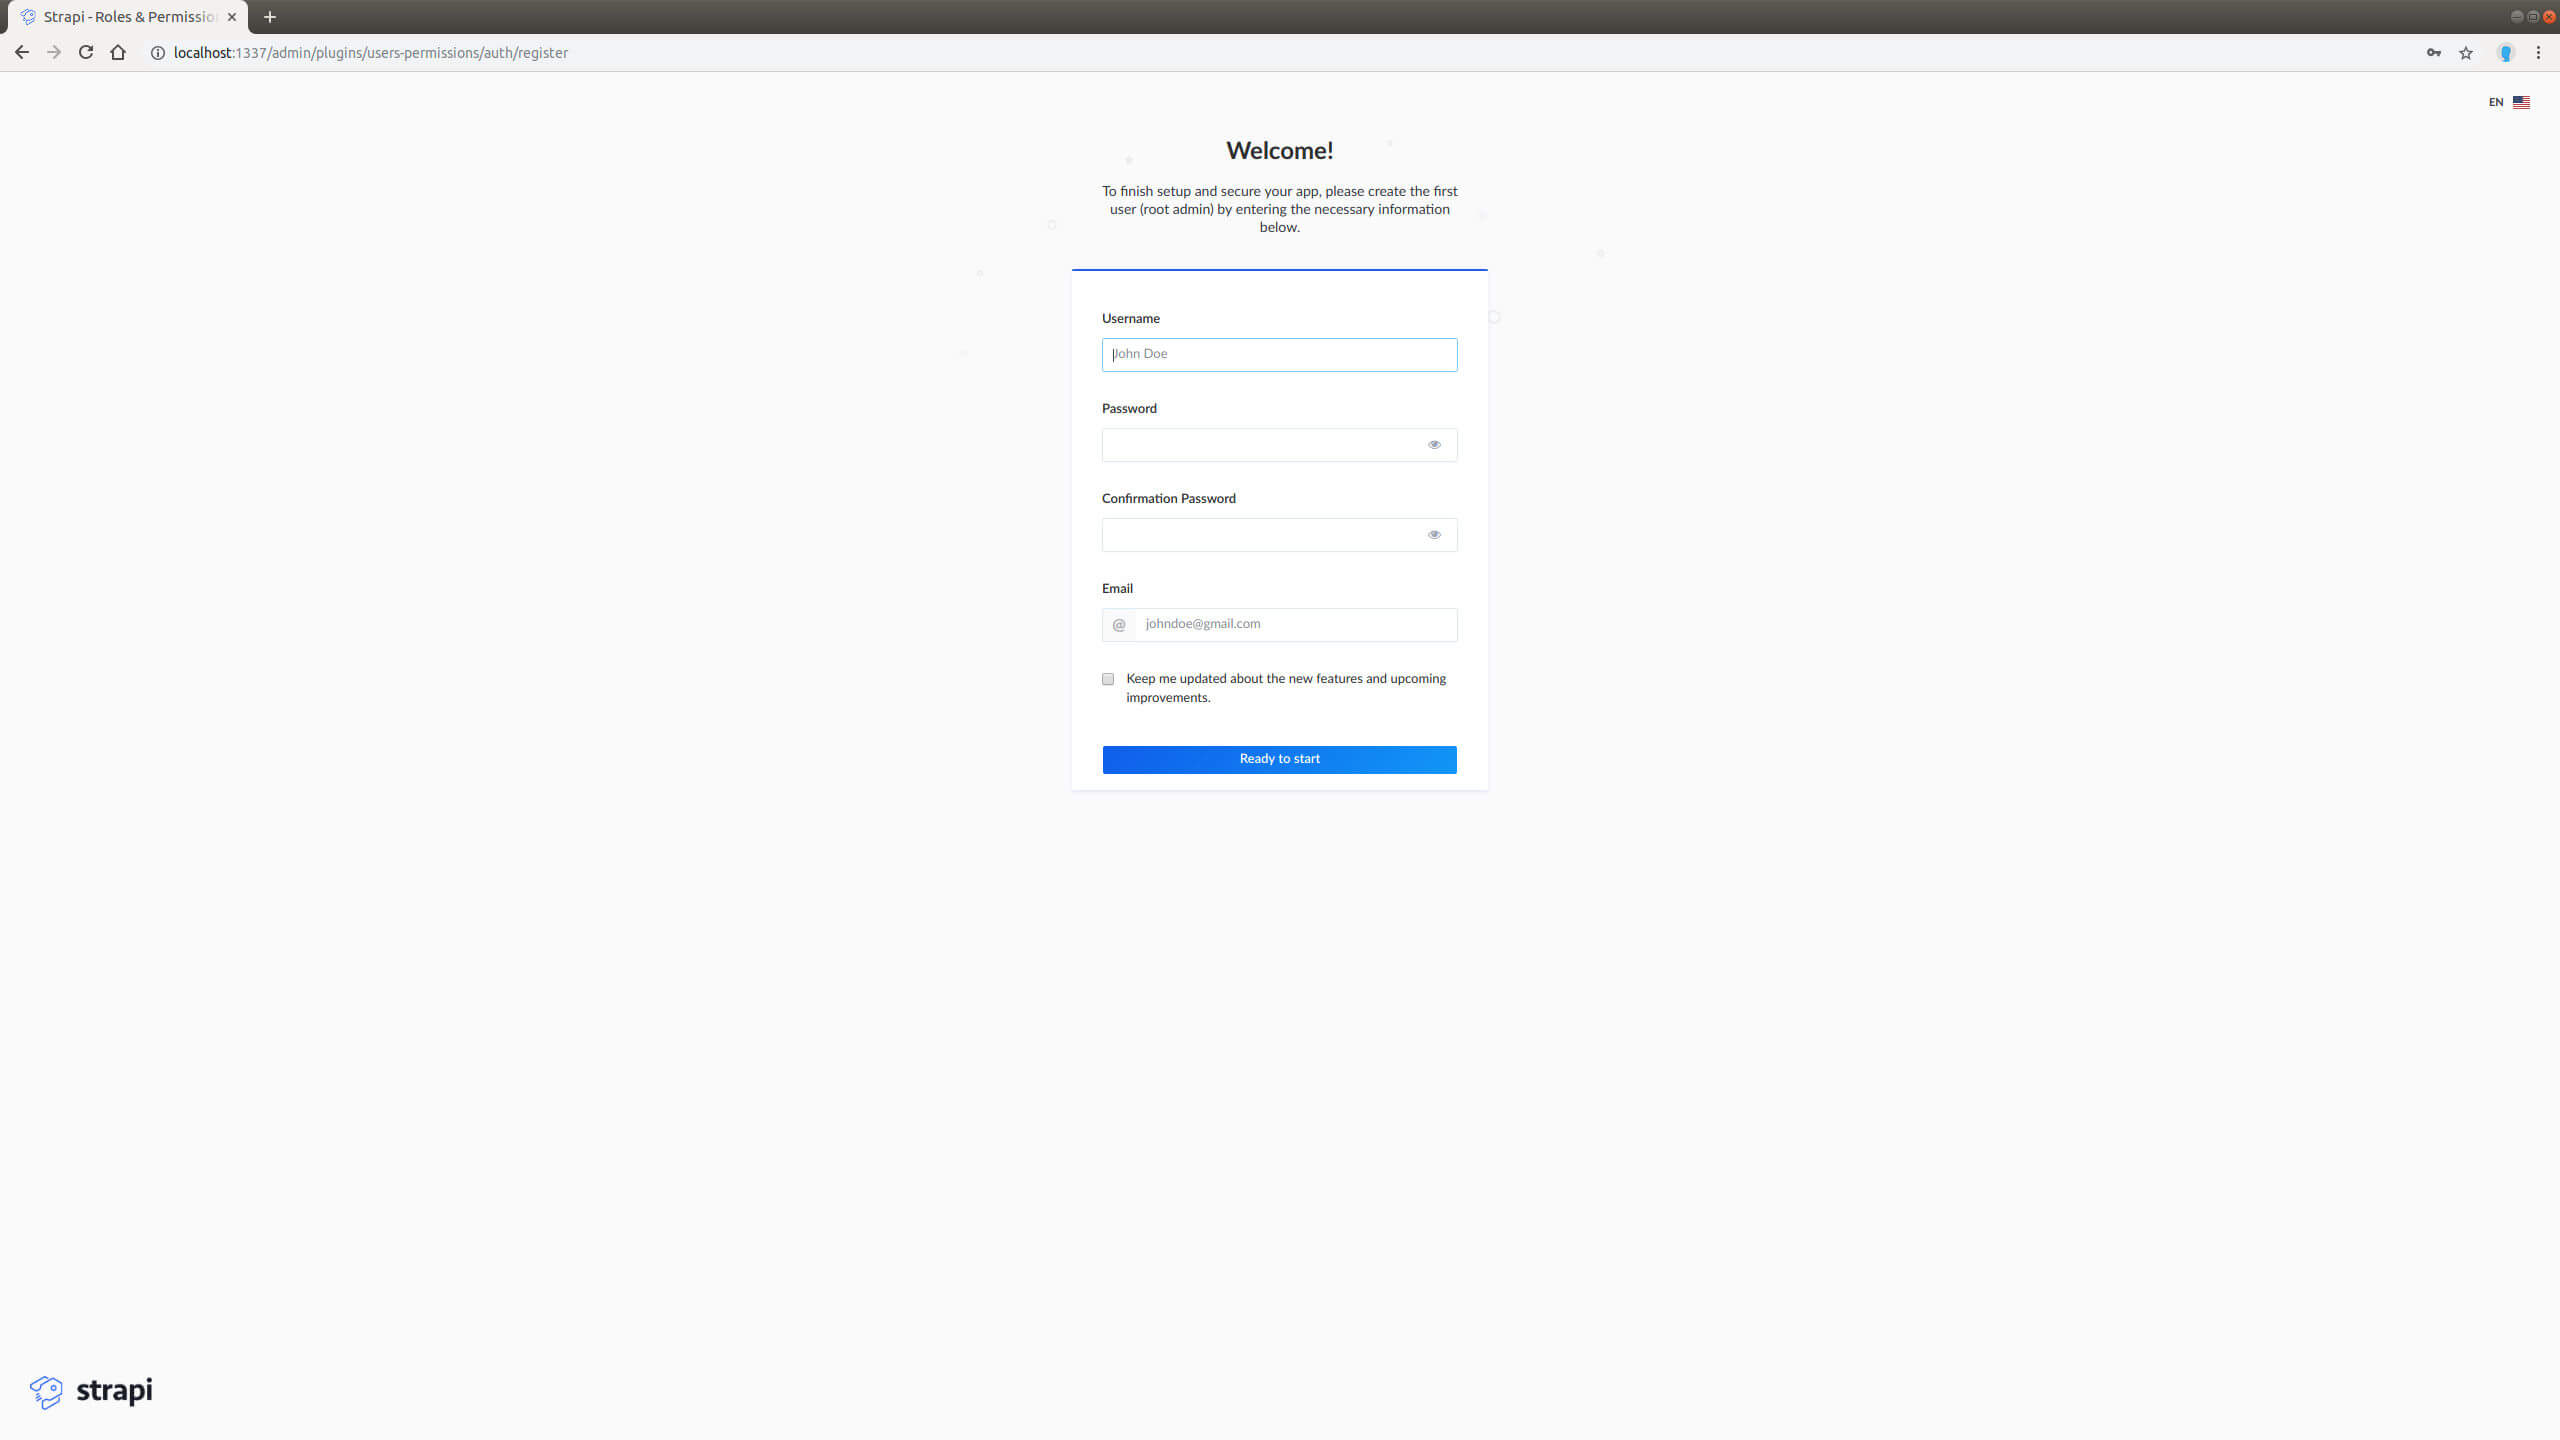 Strapi - Roles & Permission
localhost:1337/admin/plugins/users-permissions/auth/register
EN
Welcome!
To finish setup and secure your app, please create the first
user (root admin) by entering the necessary information
below.
Username
John Doe
Password
Confirmation Password
Email
@ johndoe@gmail.com
Keep me updated about the new features and upcoming
improvements.
Ready to start
strapi